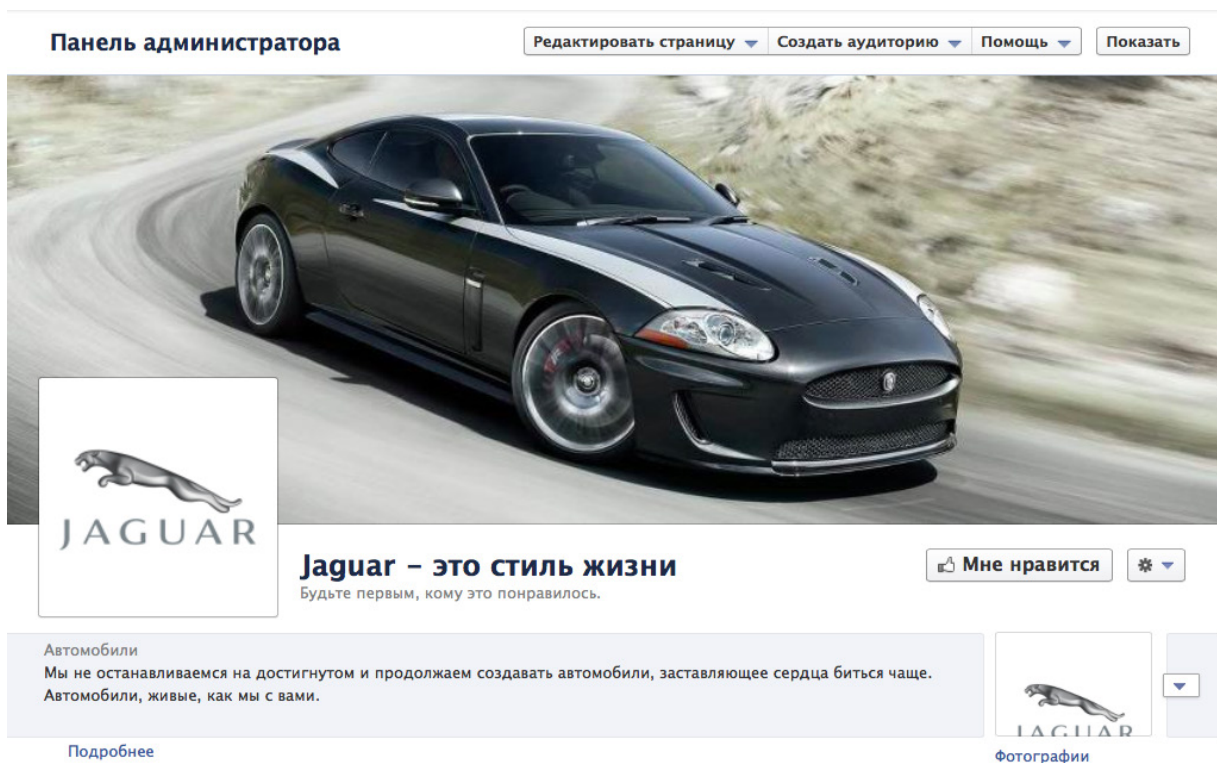 Панель администратора
Редактировать страницу
Создать аудиторию
Помощь
Показать
JAGUAR
Jaguar – это стиль жизни
Будьте первым, кому это понравилось.
Мне нравится
Автомобили
Мы не останавливаемся на достигнутом и продолжаем создавать автомобили, заставляющее сердца биться чаще.
Автомобили, живые, как мы с вами.
JAGUAR
Подробнее
Фотографии